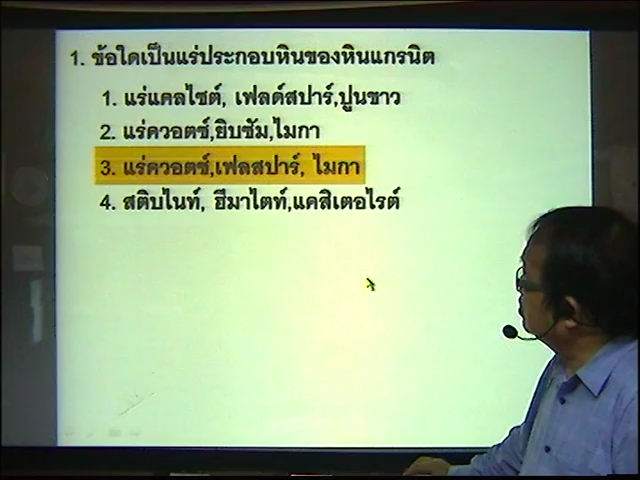 1. ข้อใดเป็นแร่ประกอบหินของหินแกรนิต
1. แร่แคลไซต์, เฟลด์สปาร์,ปูนขาว
2. แร่ควอตซ์,ยิบซัม,ไมกา
3. แร่ควอตซ์,เฟลสปาร์, ไมกา
4. สติบไนท์, ฮีมาไตท์,แคสิเตอไรต์